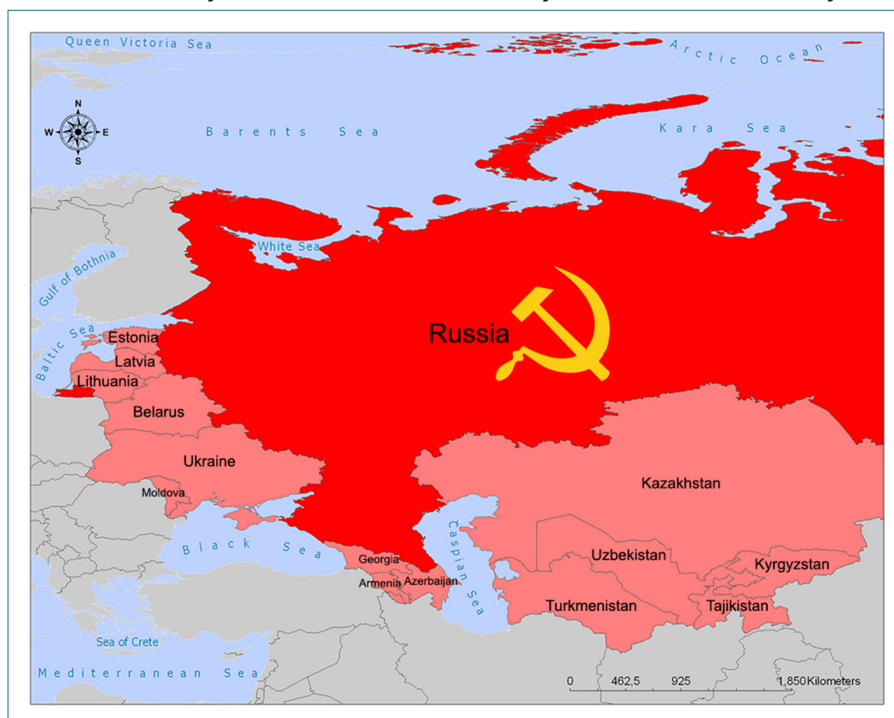 Queen Victoria Sea
Arctic Ocean
N
W E
S
Barents Sea
Kara Sea
White Sea
Gulf of Bothnia
Baltic Sea
Russia
Estonia
Latvia
Lithuania
Belarus
Ukraine
Moldova
Kazakhstan
Black Sea
Caspian Sea
Georgia
Armenia
Azerbaijan
Uzbekistan
Kyrgyzstan
Turkmenistan
Tajikistan
Sea of Crete
Mediterranean Sea
0 462,5 925 1.850 Kilometers